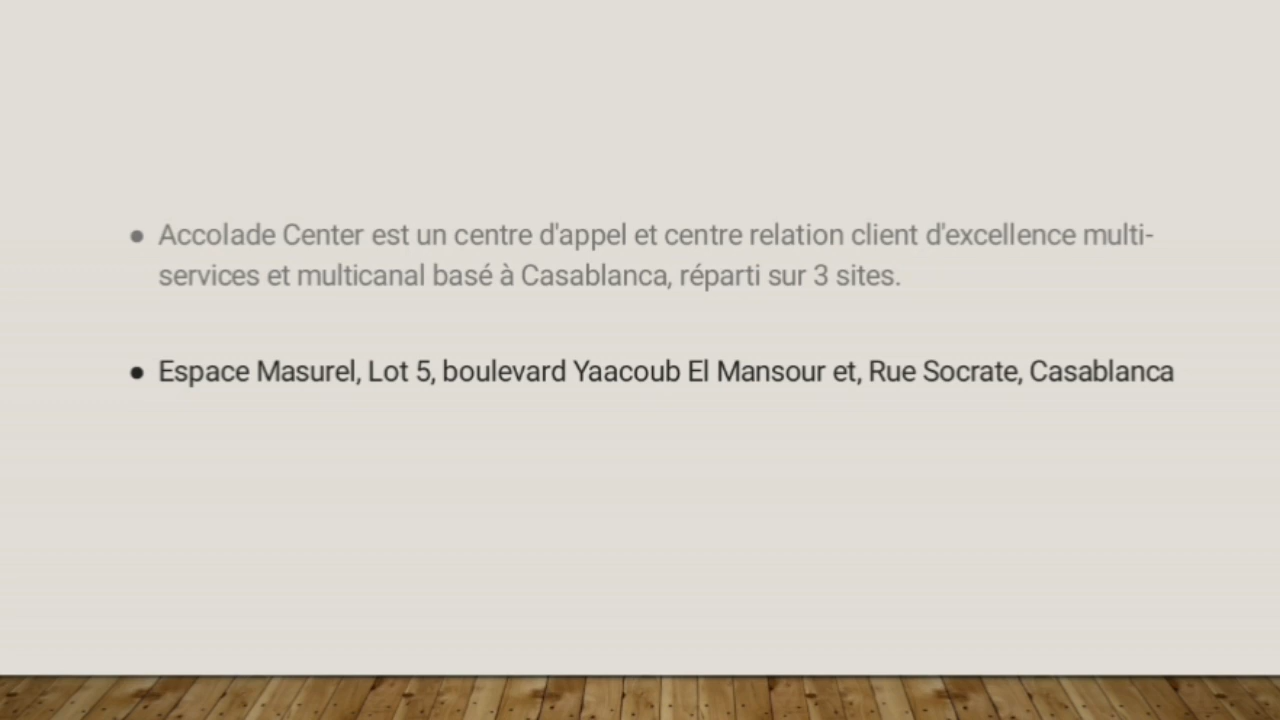 • Accolade Center est un centre d'appel et centre relation client d'excellence multi-
services et multicanal basé à Casablanca, réparti sur 3 sites.
• Espace Masurel, Lot 5, boulevard Yaacoub El Mansour et, Rue Socrate, Casablanca